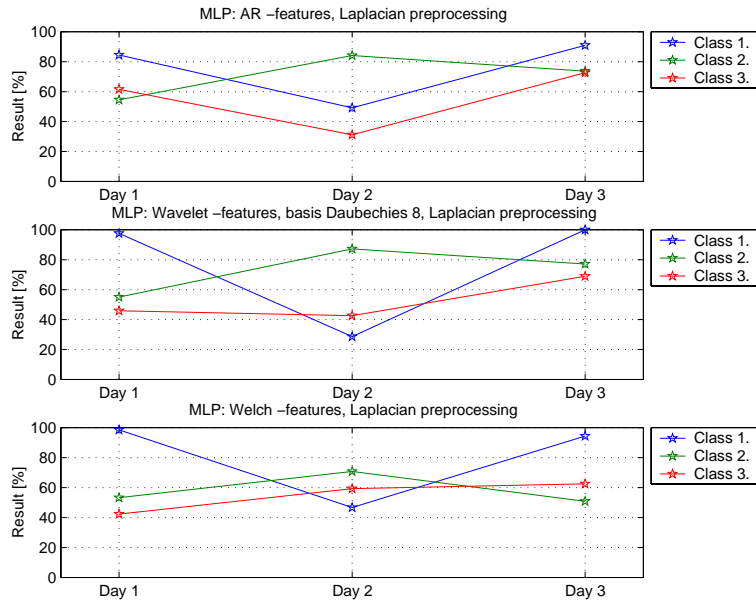 MLP: AR −features, Laplacian preprocessing
100
80
60
40
20
0
Result [%]
Day 1
Day 2
Day 3
Class 1.
Class 2.
Class 3.
MLP: Wavelet −features, basis Daubechies 8, Laplacian preprocessing
100
80
60
40
20
0
Result [%]
Day 1
Day 2
Day 3
Class 1.
Class 2.
Class 3.
MLP: Welch −features, Laplacian preprocessing
100
80
60
40
20
0
Result [%]
Day 1
Day 2
Day 3
Class 1.
Class 2.
Class 3.